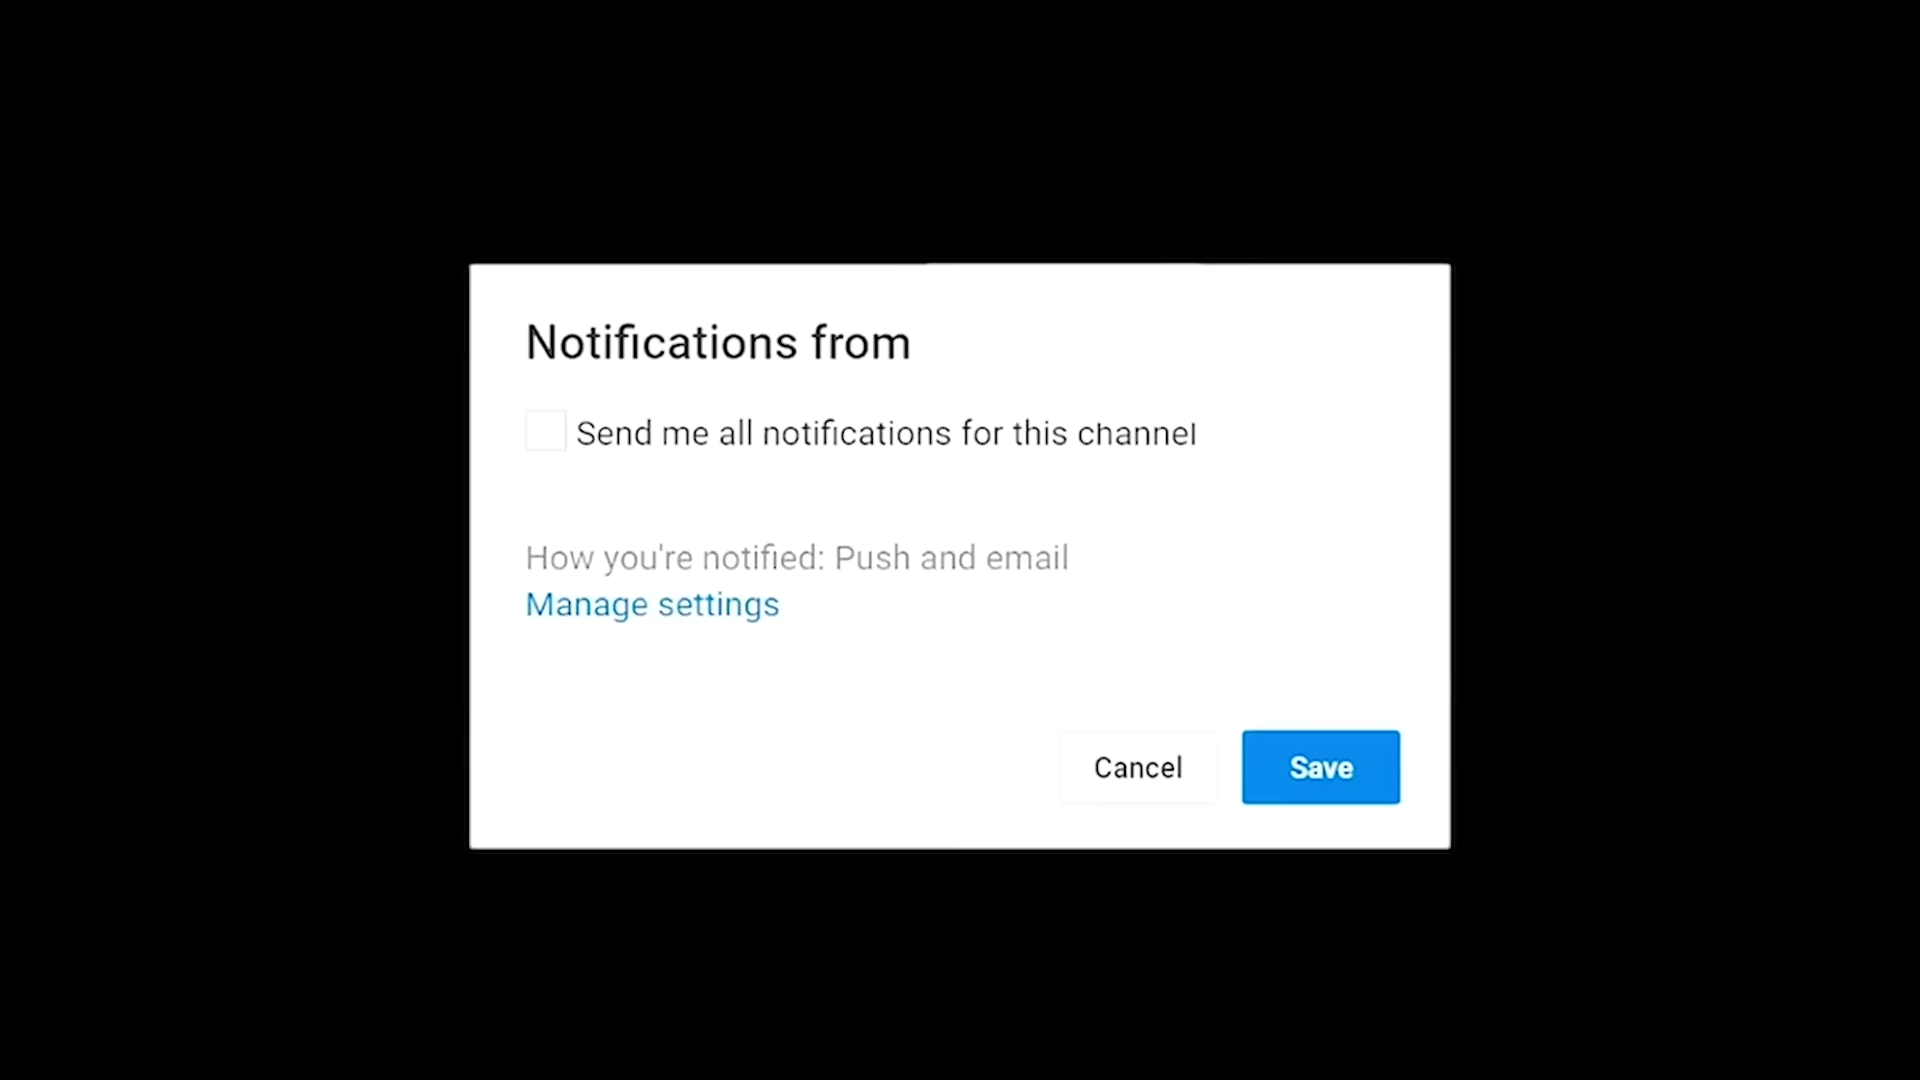 Notifications from
Send me all notifications for this channel
How you're notified: Push and email
Manage settings
Cancel
Save